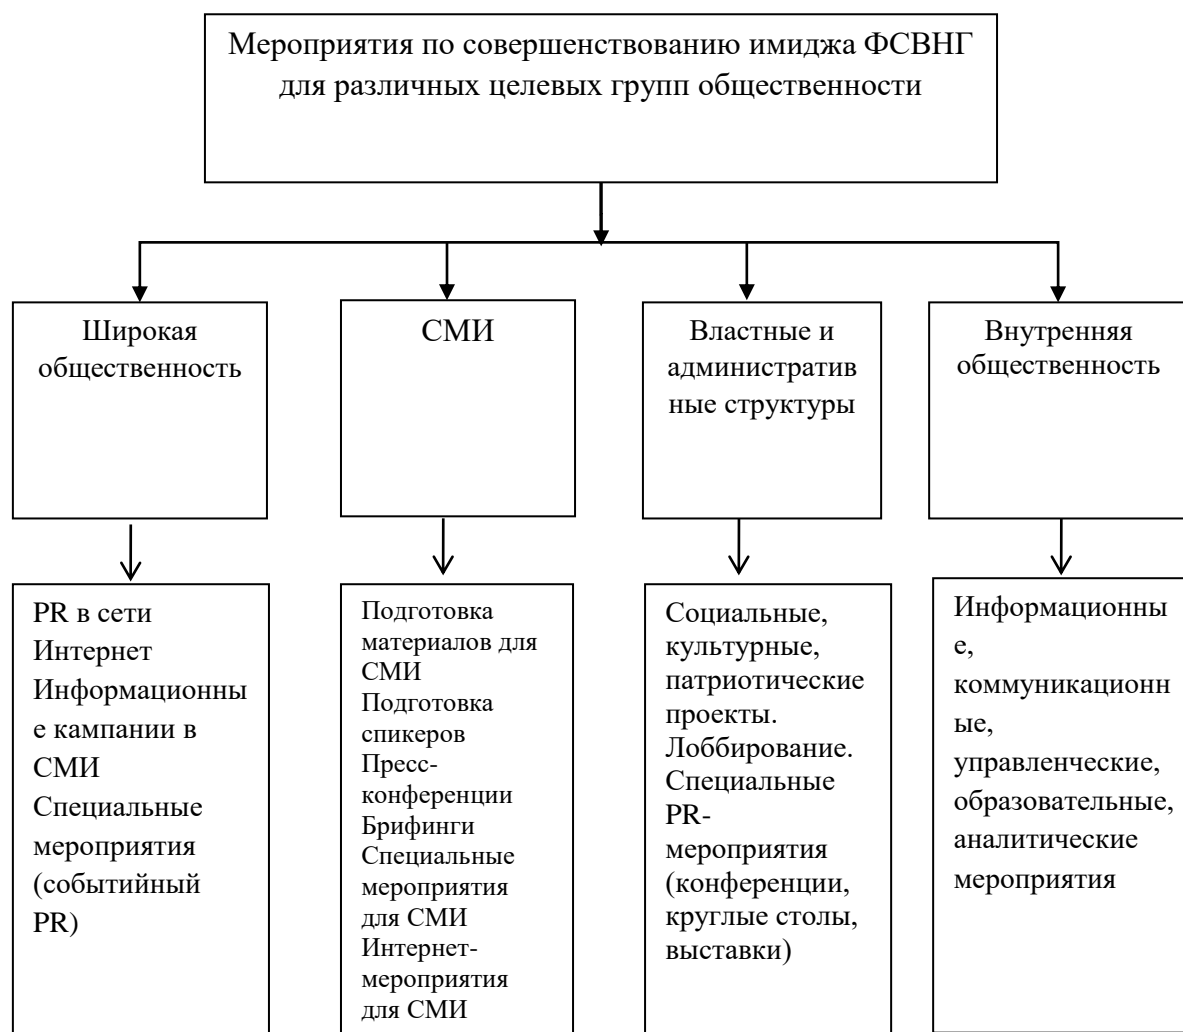 Мероприятия по совершенствованию имиджа ФСВНГ
для различных целевых групп общественности
Широкая
общественность
СМИ
Властные и
административ
ные структуры
Внутренняя
общественность
PR в сети
Интернет
Информационны
е кампании в
СМИ
Специальные
мероприятия
(событийный
PR)
Подготовка
материалов для
СМИ
Подготовка
спикеров
Пресс-
конференции
Брифинги
Специальные
мероприятия
для СМИ
Интернет-
мероприятия
для СМИ
Социальные,
культурные,
патриотические
проекты.
Лоббирование.
Специальные
PR-
мероприятия
(конференции,
круглые столы,
выставки)
Информационны
е,
коммуникационн
ые,
управленческие,
образовательные,
аналитические
мероприятия